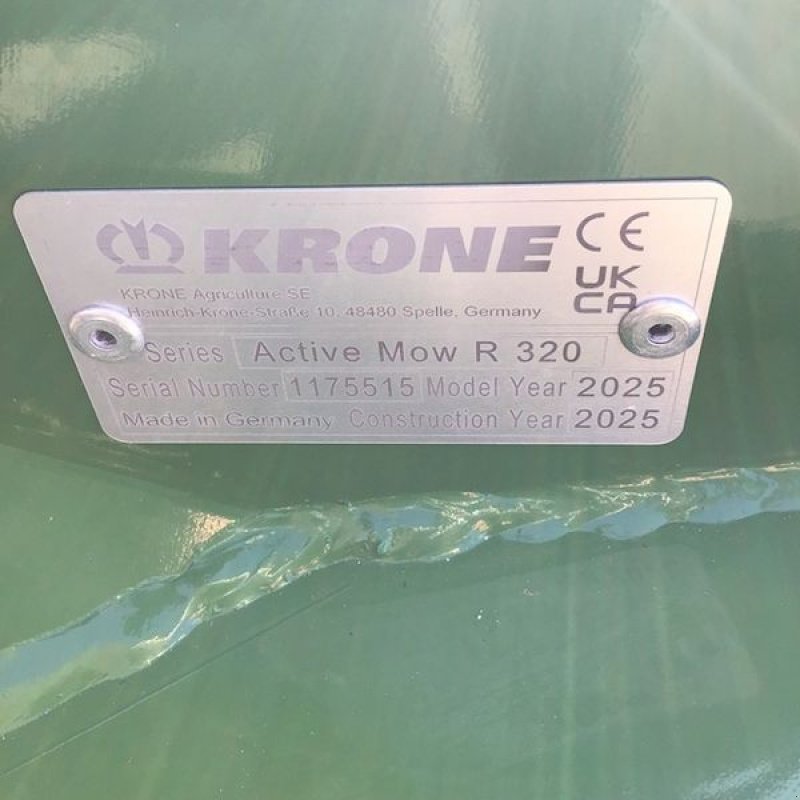 KRONE CE
UK
CA
KRONE Agriculture SE
Heinrich-Krone-Straße 10, 48480 Spelle, Germany
Series Active Mow R 320
Serial Number 1175515 Model Year 2025
Made in Germany Construction Year 2025